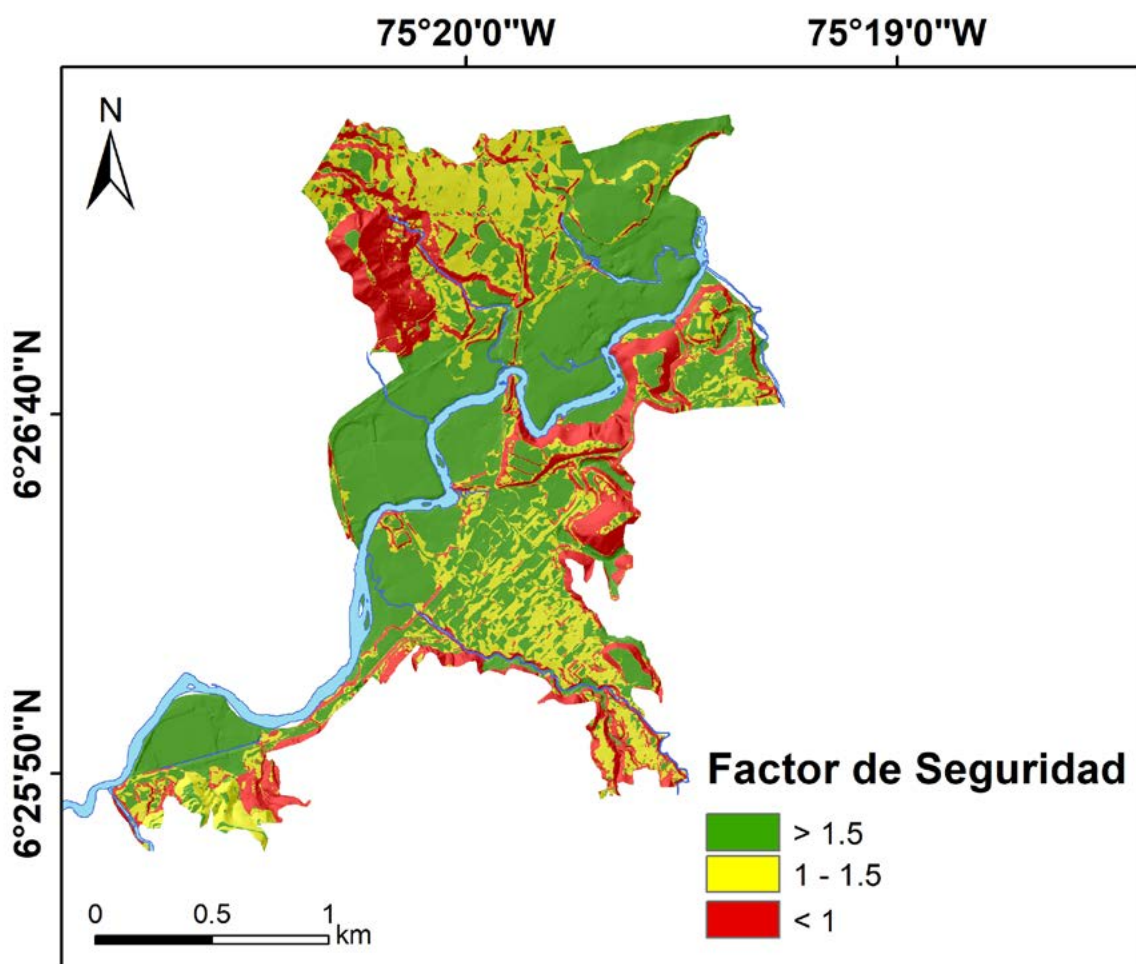 75°20'0"W
75°19'0"W
N
6°26'40"N
6°25'50"N
Factor de Seguridad
> 1.5
1 - 1.5
< 1
0 0.5 1
km